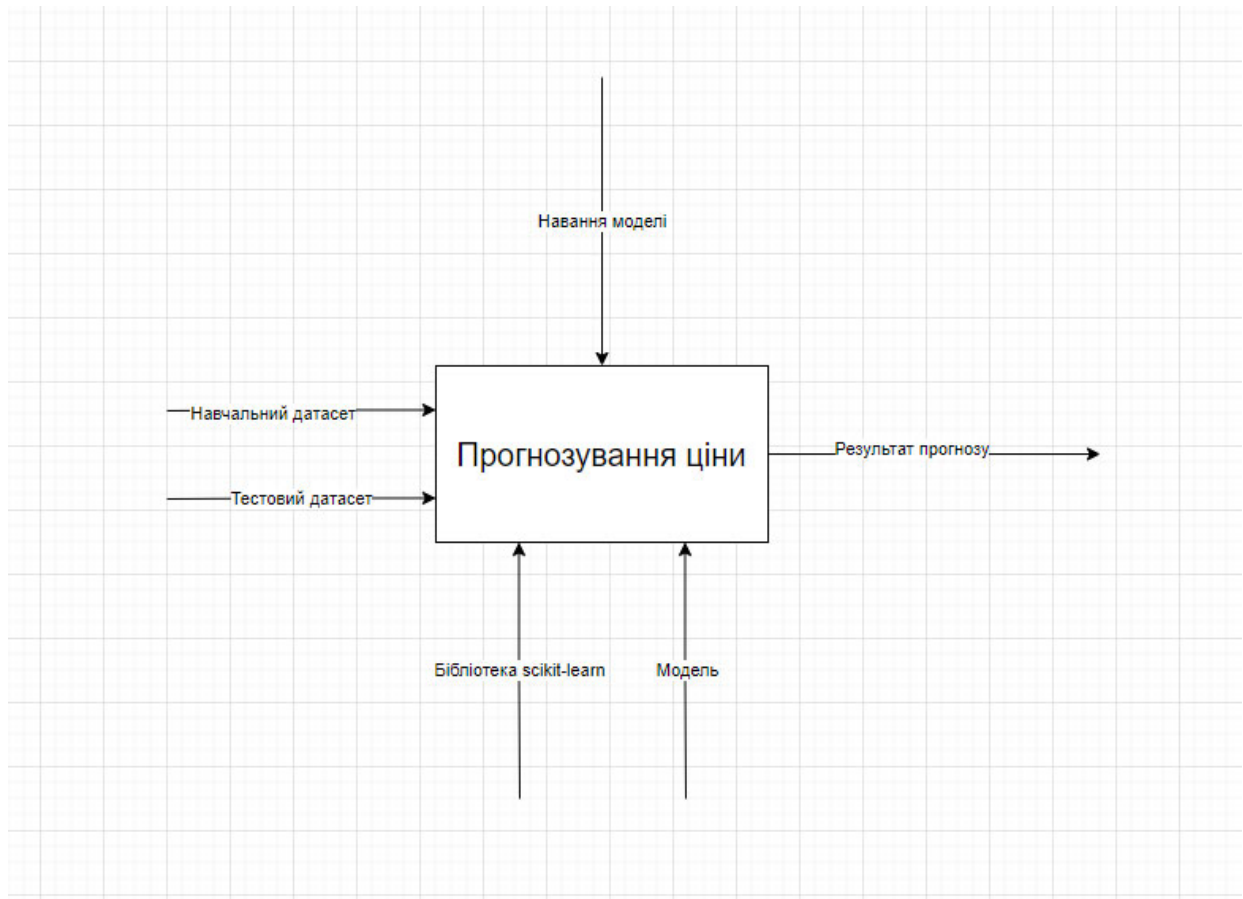 Навання моделі
Навчальний датасет
Прогнозування ціни
Результат прогнозу
Тестовий датасет
Бібліотека scikit-learn
Модель